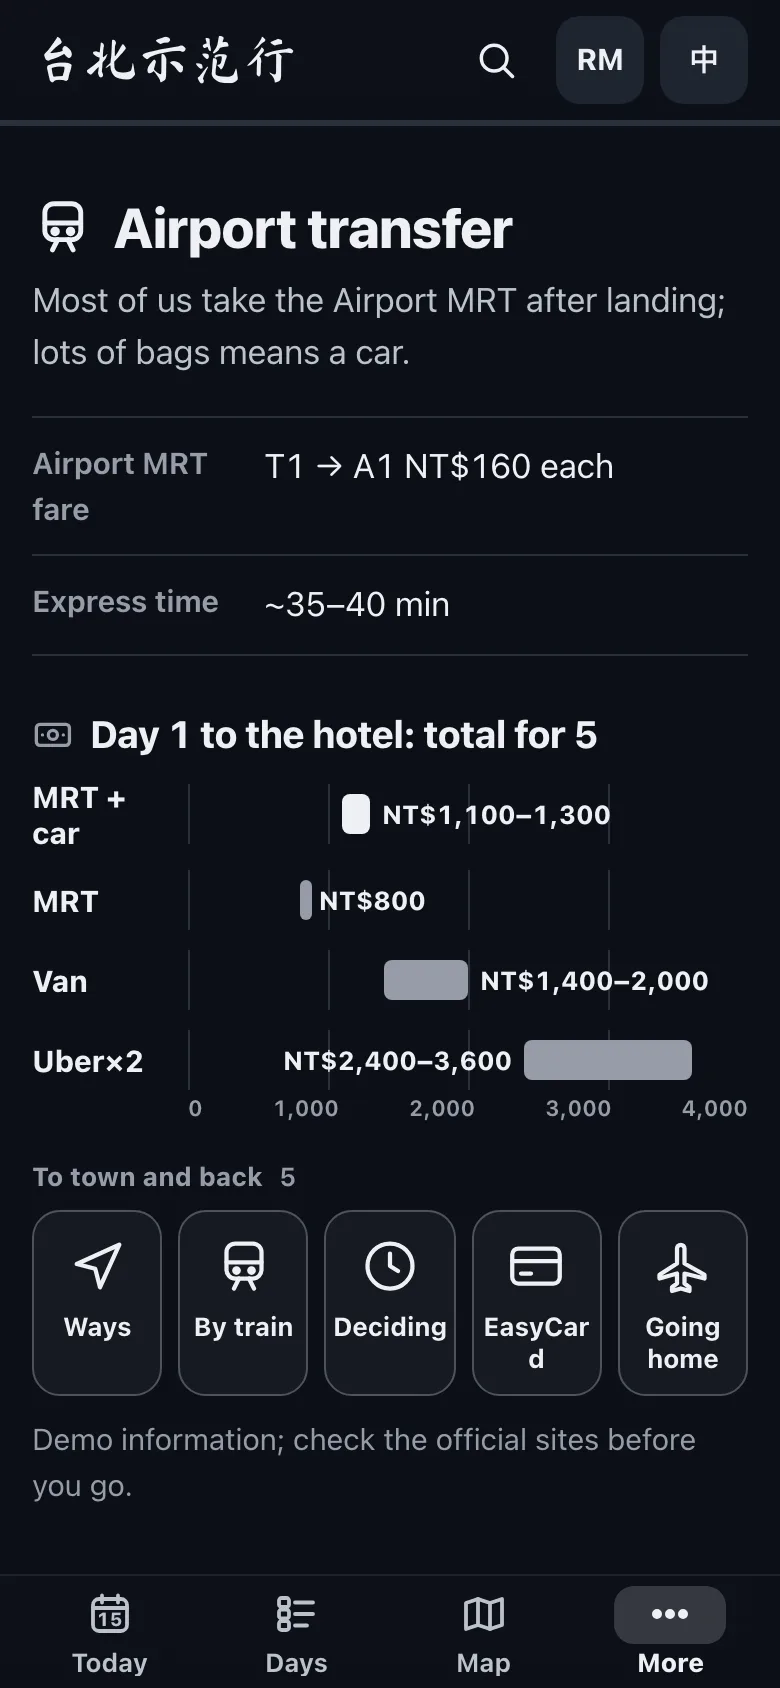 台北示范行
RM
中
Airport transfer
Most of us take the Airport MRT after landing;
lots of bags means a car.
Airport MRT
fare
T1 → A1 NT$160 each
Express time
~35–40 min
Day 1 to the hotel: total for 5
MRT +
car
NT$1,100–1,300
MRT
NT$800
Van
NT$1,400–2,000
Uber×2
NT$2,400–3,600
0 1,000 2,000 3,000 4,000
To town and back 5
Ways
By train
Deciding
EasyCar
d
Going
home
Demo information; check the official sites before
you go.
15
Today
Days
Map
More